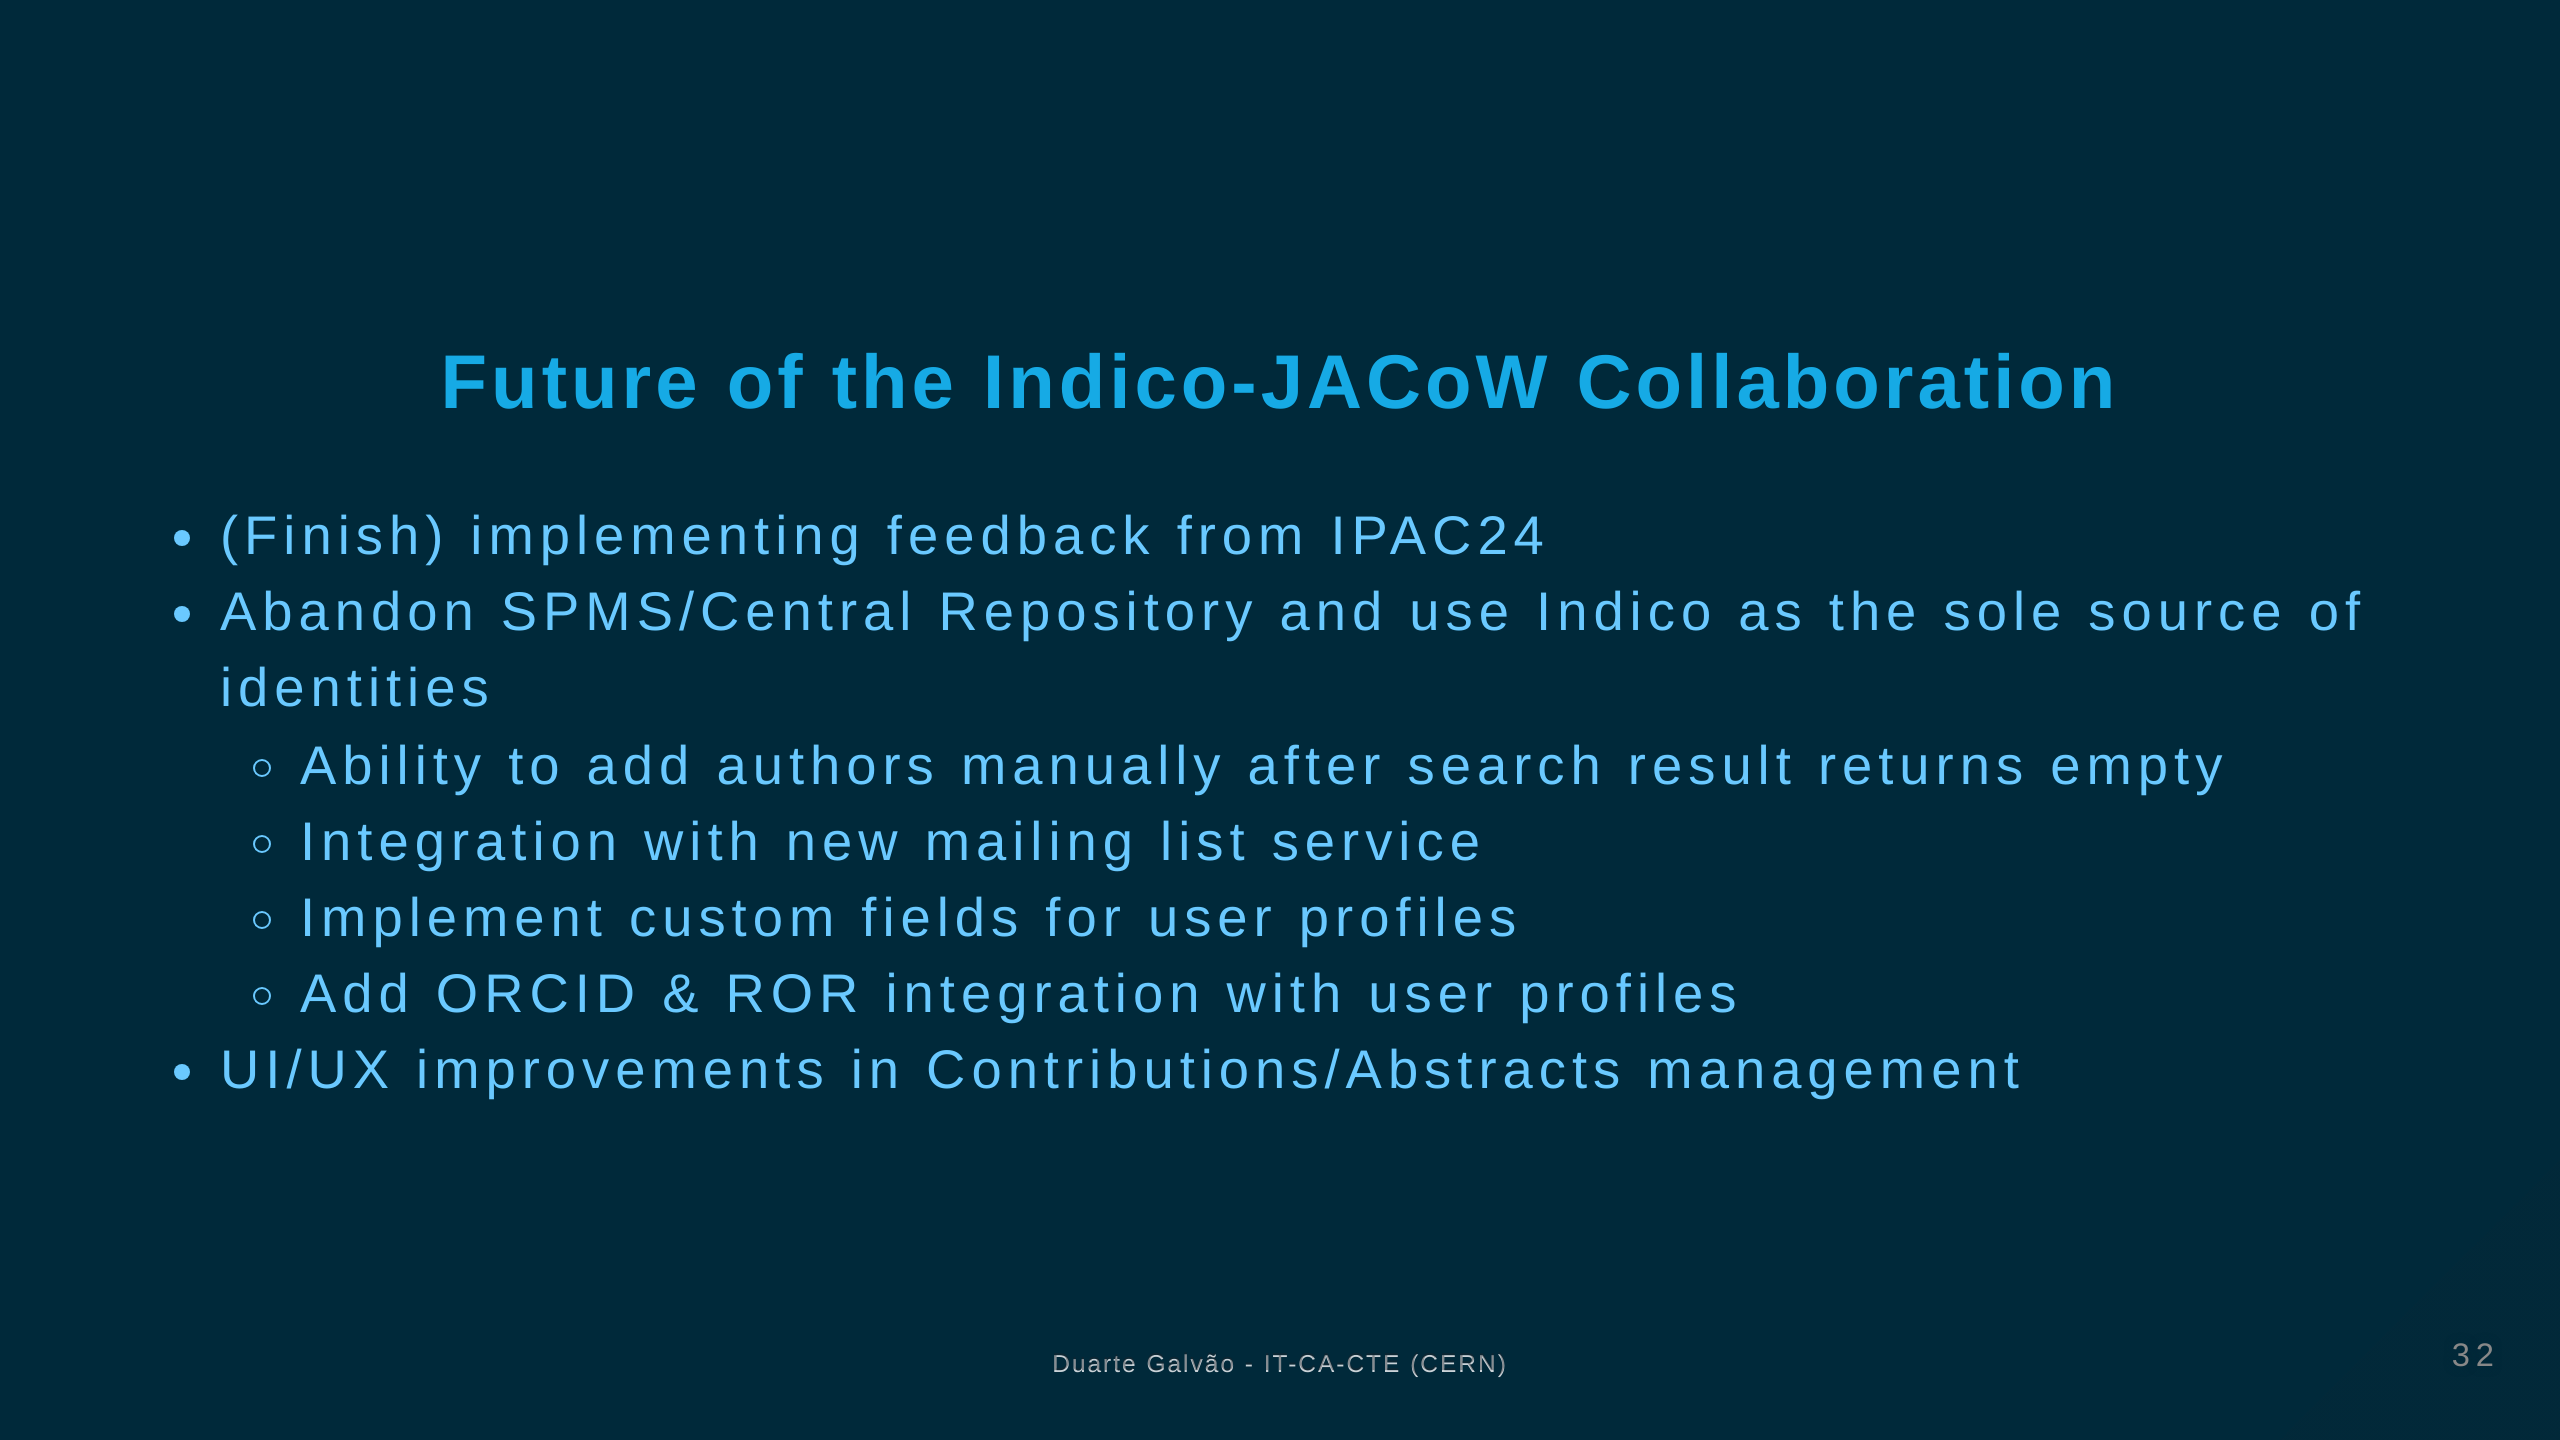 Future of the Indico-JACoW Collaboration
(Finish) implementing feedback from IPAC24
Abandon SPMS/Central Repository and use Indico as the sole source of
identities
Ability to add authors manually after search result returns empty
Integration with new mailing list service
Implement custom fields for user profiles
Add ORCID & ROR integration with user profiles
UI/UX improvements in Contributions/Abstracts management
Duarte Galvão - IT-CA-CTE (CERN)
32